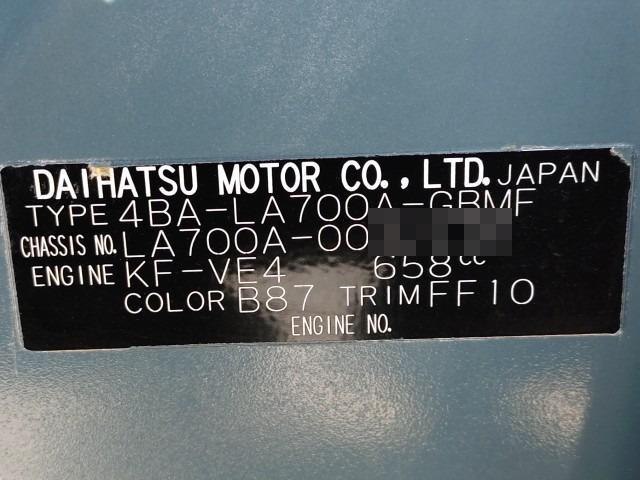 DAIHATSU MOTOR CO., LTD. JAPAN
TYPE 4BA-LA700A-GBMF
CHASSIS NO. LA700A-00
ENGINE KF-VE4 658cc
COLOR B87 TRIM FF10
ENGINE NO.